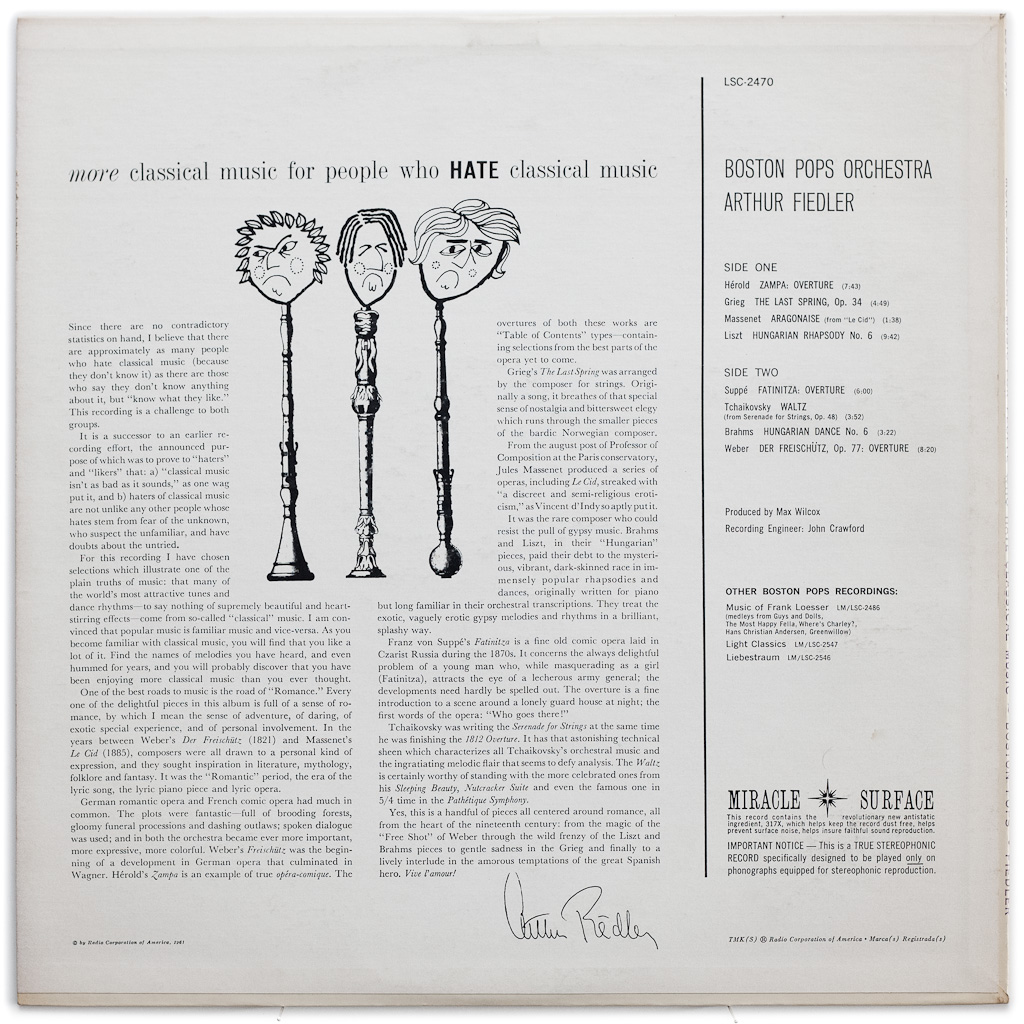 more classical music for people who HATE classical music
Since there are no contradictory
statistics on hand, I believe that there
are approximately as many people
who hate classical music (because
they don't know it) as there are those
who say they don't know anything
about it, but "know what they like."
This recording is a challenge to both
groups.
It is a successor to an earlier re-
cording effort, the announced pur-
pose of which was to prove to "haters"
and "likers" that: a) "classical music
isn't as bad as it sounds," as one wag
put it, and b) haters of classical music
are not unlike any other people whose
hates stem from fear of the unknown,
who suspect the unfamiliar, and have
doubts about the untried.
For this recording I have chosen
selections which illustrate one of the
plain truths of music: that many of
the world's most attractive tunes and
dance rhythms—to say nothing of supremely beautiful and heart-
stirring effects—come from so-called "classical" music. I am con-
vinced that popular music is familiar music and vice-versa. As you
become familiar with classical music, you will find that you like a
lot of it. Find the names of melodies you have heard, and even
hummed for years, and you will probably discover that you have
been enjoying more classical music than you ever thought.
One of the best roads to music is the road of "Romance." Every
one of the delightful pieces in this album is full of a sense of ro-
mance, by which I mean the sense of adventure, of daring, of
exotic special experience, and of personal involvement. In the
years between Weber's Der Freischütz (1821) and Massenet's
Le Cid (1885), composers were all drawn to a personal kind of
expression, and they sought inspiration in literature, mythology,
folklore and fantasy. It was the "Romantic" period, the era of the
lyric song, the lyric piano piece and lyric opera.
German romantic opera and French comic opera had much in
common. The plots were fantastic—full of brooding forests,
gloomy funeral processions and dashing outlaws; spoken dialogue
was used; and in both the orchestra became ever more important,
more expressive, more colorful. Weber's Freischütz was the begin-
ning of a development in German opera that culminated in
Wagner. Hérold's Zampa is an example of true opéra-comique. The
overtures of both these works are
"Table of Contents" types—contain-
ing selections from the best parts of the
opera yet to come.
Grieg's The Last Spring was arranged
by the composer for strings. Origi-
nally a song, it breathes of that special
sense of nostalgia and bittersweet elegy
which runs through the smaller pieces
of the bardic Norwegian composer.
From the august post of Professor of
Composition at the Paris conservatory,
Jules Massenet produced a series of
operas, including Le Cid, streaked with
"a discreet and semi-religious eroti-
cism," as Vincent d'Indy so aptly put it.
It was the rare composer who could
resist the pull of gypsy music. Brahms
and Liszt, in their "Hungarian"
pieces, paid their debt to the mysteri-
ous, vibrant, dark-skinned race in im-
mensely popular rhapsodies and
dances, originally written for piano
but long familiar in their orchestral transcriptions. They treat the
exotic, vaguely erotic gypsy melodies and rhythms in a brilliant,
splashy way.
Franz von Suppé's Fatinitza is a fine old comic opera laid in
Czarist Russia during the 1870s. It concerns the always delightful
problem of a young man who, while masquerading as a girl
(Fatinitza), attracts the eye of a lecherous army general; the
developments need hardly be spelled out. The overture is a fine
introduction to a scene around a lonely guard house at night; the
first words of the opera: "Who goes there!"
Tchaikovsky was writing the Serenade for Strings at the same time
he was finishing the 1812 Overture. It has that astonishing technical
sheen which characterizes all Tchaikovsky's orchestral music and
the ingratiating melodic flair that seems to defy analysis. The Waltz
is certainly worthy of standing with the more celebrated ones from
his Sleeping Beauty, Nutcracker Suite and even the famous one in
5/4 time in the Pathétique Symphony.
Yes, this is a handful of pieces all centered around romance, all
from the heart of the nineteenth century: from the magic of the
"Free Shot" of Weber through the wild frenzy of the Liszt and
Brahms pieces to gentle sadness in the Grieg and finally to a
lively interlude in the amorous temptations of the great Spanish
hero. Vive l'amour!
Arthur Fiedler
© by Radio Corporation of America, 1961
LSC-2470
BOSTON POPS ORCHESTRA
ARTHUR FIEDLER
SIDE ONE
Hérold ZAMPA: OVERTURE (7:43)
Grieg THE LAST SPRING, Op. 34 (4:49)
Massenet ARAGONAISE (from "Le Cid") (1:38)
Liszt HUNGARIAN RHAPSODY No. 6 (9:42)
SIDE TWO
Suppé FATINITZA: OVERTURE (6:00)
Tchaikovsky WALTZ
(from Serenade for Strings, Op. 48) (3:52)
Brahms HUNGARIAN DANCE No. 6 (3:22)
Weber DER FREISCHÜTZ, Op. 77: OVERTURE (8:20)
Produced by Max Wilcox
Recording Engineer: John Crawford
OTHER BOSTON POPS RECORDINGS:
Music of Frank Loesser LM/LSC-2486
(medleys from Guys and Dolls,
The Most Happy Fella, Where's Charley?,
Hans Christian Andersen, Greenwillow)
Light Classics LM/LSC-2547
Liebestraum LM/LSC-2546
MIRACLE SURFACE
This record contains the revolutionary new antistatic
ingredient, 317X, which helps keep the record dust free, helps
prevent surface noise, helps insure faithful sound reproduction.
IMPORTANT NOTICE — This is a TRUE STEREOPHONIC
RECORD specifically designed to be played only on
phonographs equipped for stereophonic reproduction.
TMK(S) ® Radio Corporation of America • Marca(s) Registrada(s)